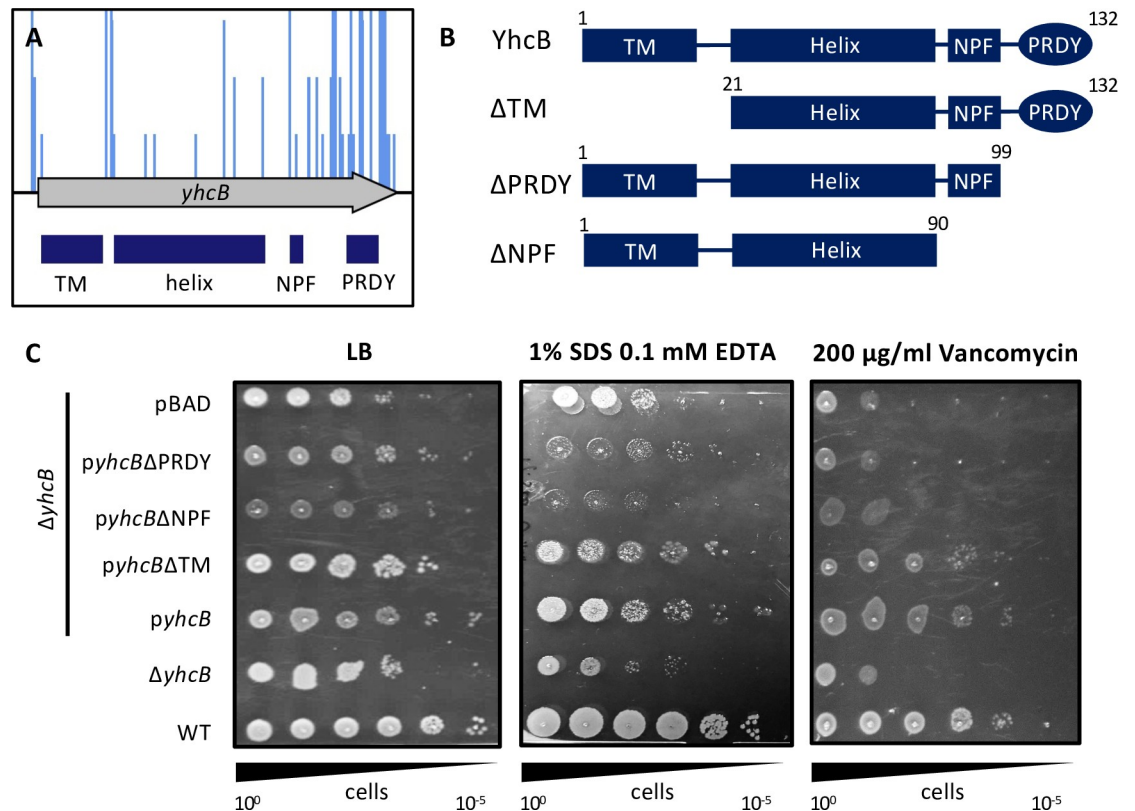 A
yhcB
TM helix NPF PRDY
B
YhcB 1 TM Helix NPF PRDY 132
ΔTM 21 Helix NPF PRDY 132
ΔPRDY 1 TM Helix NPF 99
ΔNPF 1 TM Helix 90
C
LB 1% SDS 0.1 mM EDTA 200 µg/ml Vancomycin
ΔyhcB
pBAD
pyhcBΔPRDY
pyhcBΔNPF
pyhcBΔTM
pyhcB
ΔyhcB
WT
10⁰ cells 10⁻⁵ 10⁰ cells 10⁻⁵ 10⁰ cells 10⁻⁵